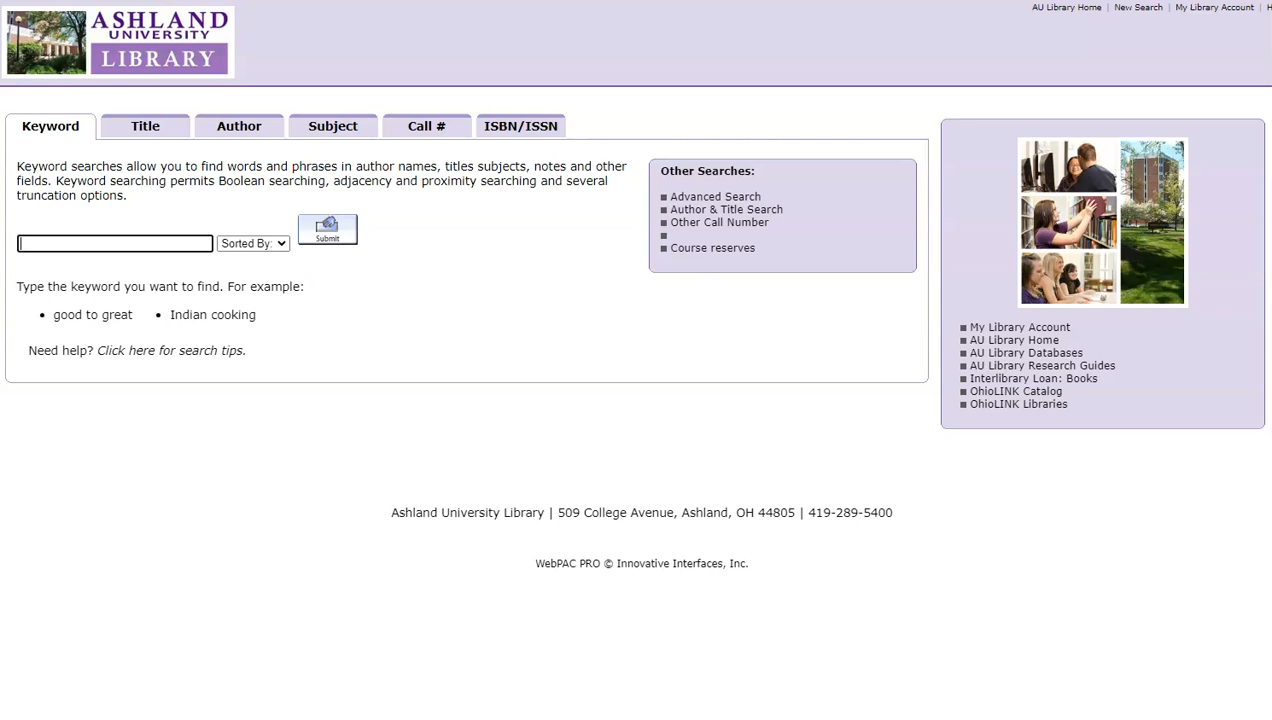 AU Library Home | New Search | My Library Account |
ASHLAND
UNIVERSITY
LIBRARY
Keyword
Title
Author
Subject
Call #
ISBN/ISSN
Keyword searches allow you to find words and phrases in author names, titles subjects, notes and other
fields. Keyword searching permits Boolean searching, adjacency and proximity searching and several
truncation options.
Sorted By:
Submit
Type the keyword you want to find. For example:
good to great
Indian cooking
Need help? Click here for search tips.
Other Searches:
Advanced Search
Author & Title Search
Other Call Number
Course reserves
My Library Account
AU Library Home
AU Library Databases
AU Library Research Guides
Interlibrary Loan: Books
OhioLINK Catalog
OhioLINK Libraries
Ashland University Library | 509 College Avenue, Ashland, OH 44805 | 419-289-5400
WebPAC PRO © Innovative Interfaces, Inc.